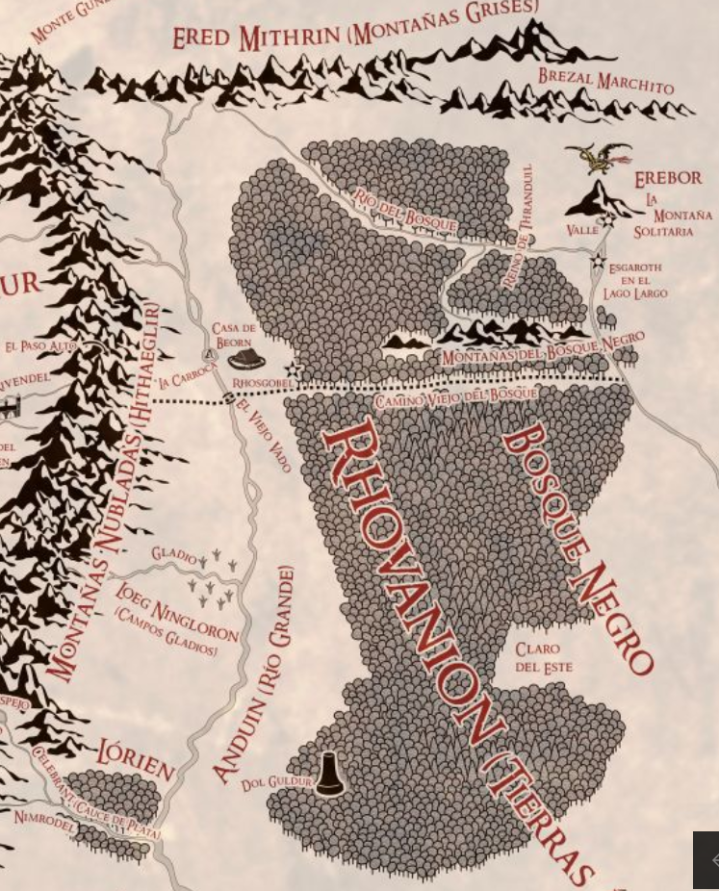 MONTE
ERED MITHRIN (MONTAÑAS GRISES)
BREZAL MARCHITO
EREBOR
LA
MONTAÑA
SOLITARIA
VALLE
RÍO DEL BOSQUE
REINO DE THRANDUIL
ESGAROTH
EN EL
LAGO LARGO
UR
CASA DE
BEORN
EL PASO ALTO
LA CARROCA
RHOSGOBEL
MONTAÑAS DEL BOSQUE NEGRO
CAMINO VIEJO DEL BOSQUE
EL VIEJO VADO
IVENDEL
DEL
EN
MONTAÑAS NUBLADAS (HITHAEGLIR)
RHOVANION (TIERRAS
BOSQUE NEGRO
GLADIO
LOEG NINGLORON
(CAMPOS GLADIOS)
ANDUIN (RÍO GRANDE)
CLARO
DEL ESTE
SPEJO
LÓRIEN
CELEBRANT (CAUCE DE PLATA)
NIMRODEL
DOL GULDUR